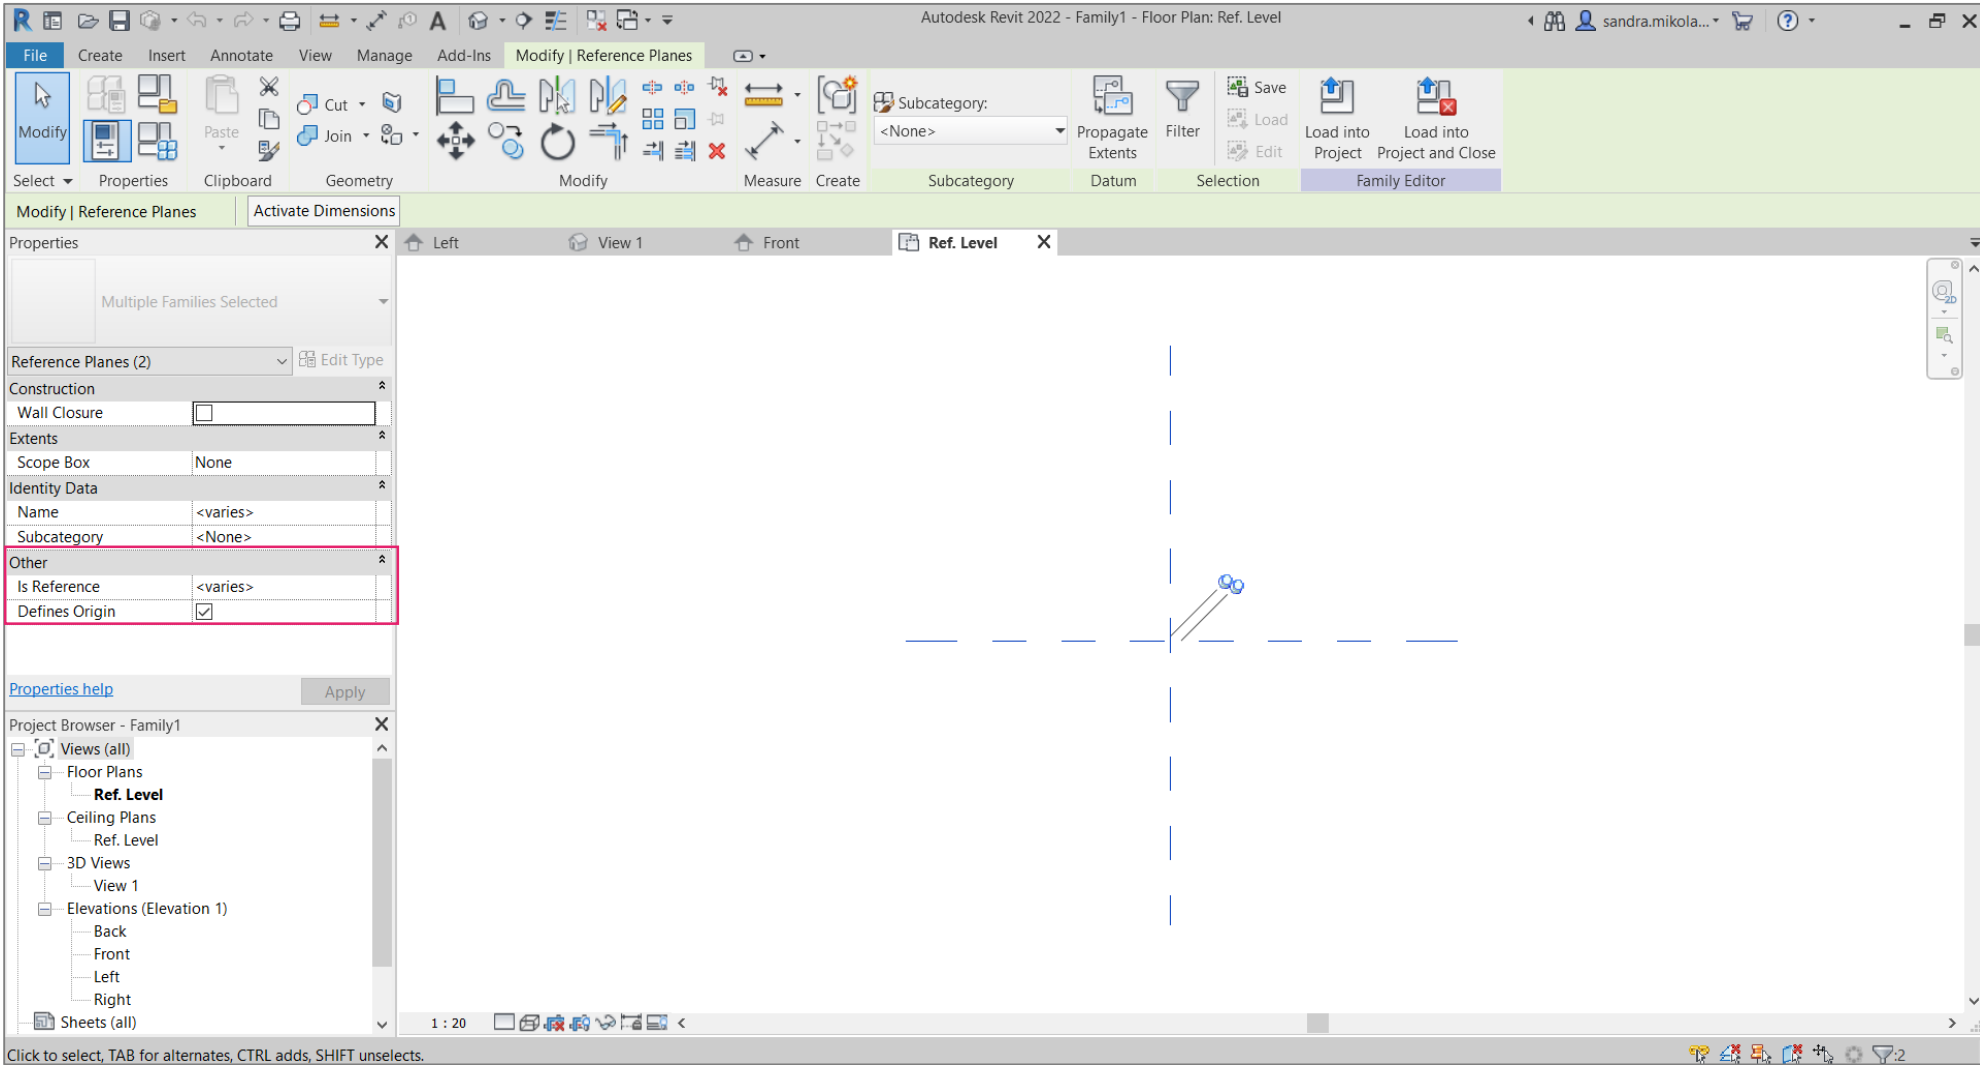 Autodesk Revit 2022 - Family1 - Floor Plan: Ref. Level
sandra.mikola...
File Create Insert Annotate View Manage Add-Ins Modify | Reference Planes
Modify
Paste
Cut
Join
Subcategory:
<None>
Propagate Extents
Filter
Save
Load
Edit
Load into Project
Load into Project and Close
Select Properties Clipboard Geometry Modify Measure Create Subcategory Datum Selection Family Editor
Modify | Reference Planes Activate Dimensions
Properties
Left View 1 Front Ref. Level
Multiple Families Selected
Reference Planes (2) Edit Type
Construction
Wall Closure
Extents
Scope Box None
Identity Data
Name <varies>
Subcategory <None>
Other
Is Reference <varies>
Defines Origin
Properties help Apply
2D
Project Browser - Family1
Views (all)
Floor Plans
Ref. Level
Ceiling Plans
Ref. Level
3D Views
View 1
Elevations (Elevation 1)
Back
Front
Left
Right
Sheets (all)
1 : 20
Click to select, TAB for alternates, CTRL adds, SHIFT unselects.
:2